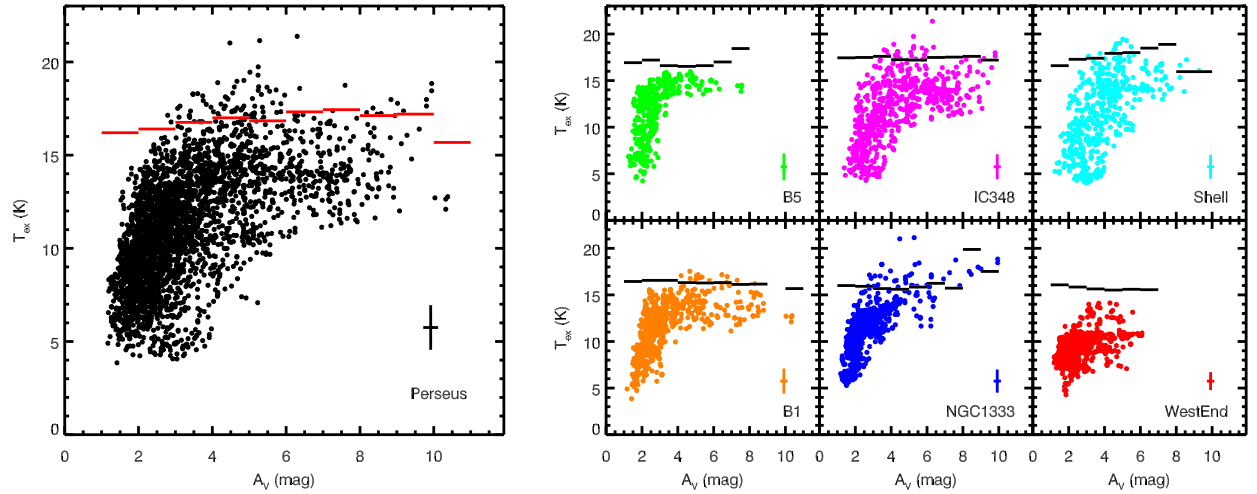 T_ex (K)
20
15
10
5
0
Perseus
0 2 4 6 8 10
A_V (mag)
T_ex (K)
20
15
10
5
0
B5
IC348
Shell
T_ex (K)
20
15
10
5
0
B1
NGC1333
WestEnd
0 2 4 6 8 10
0 2 4 6 8 10
0 2 4 6 8 10 12
A_V (mag)
A_V (mag)
A_V (mag)